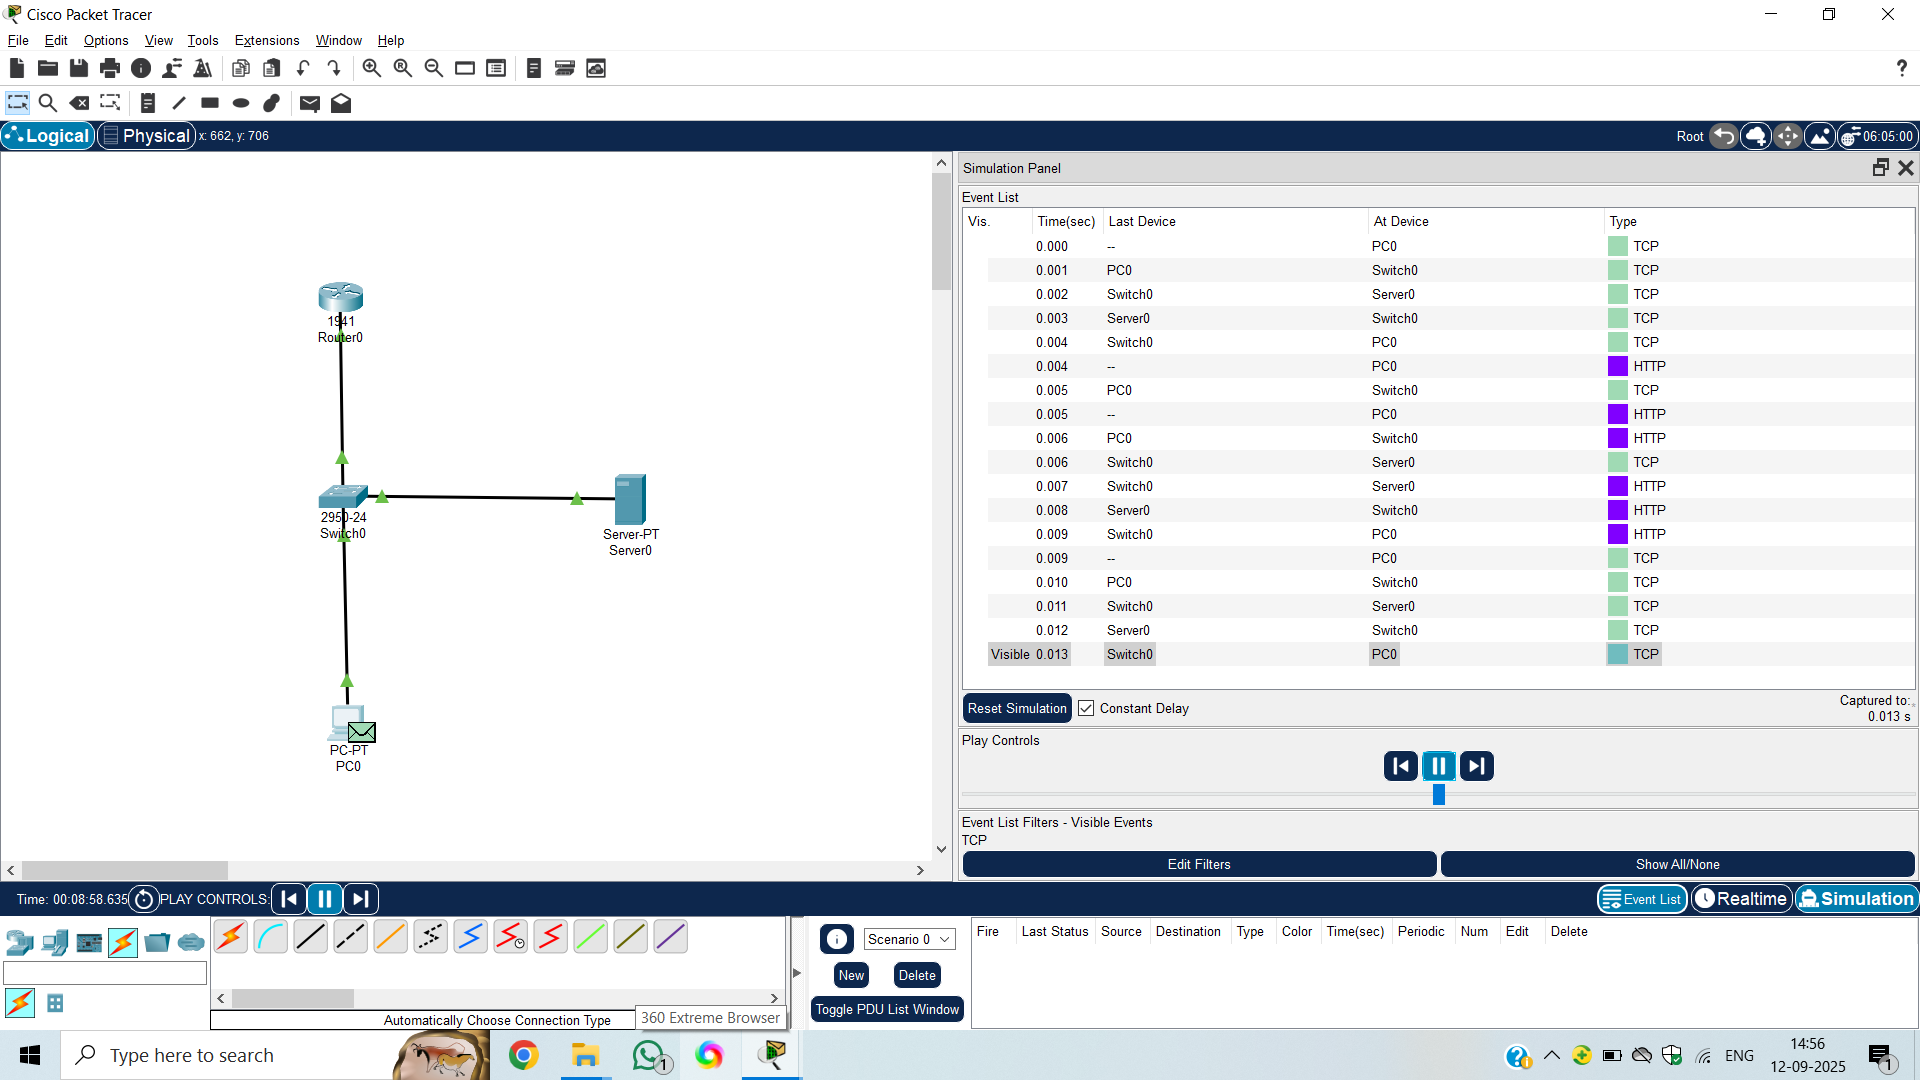 Cisco Packet Tracer
File Edit Options View Tools Extensions Window Help
?
Logical Physical x: 662, y: 706 Root 06:05:00
1941
Router0
2950-24
Switch0
Server-PT
Server0
PC-PT
PC0
Simulation Panel
Event List
Vis. Time(sec) Last Device At Device Type
0.000 -- PC0 TCP
0.001 PC0 Switch0 TCP
0.002 Switch0 Server0 TCP
0.003 Server0 Switch0 TCP
0.004 Switch0 PC0 TCP
0.004 -- PC0 HTTP
0.005 PC0 Switch0 TCP
0.005 -- PC0 HTTP
0.006 PC0 Switch0 HTTP
0.006 Switch0 Server0 TCP
0.007 Switch0 Server0 HTTP
0.008 Server0 Switch0 HTTP
0.009 Switch0 PC0 HTTP
0.009 -- PC0 TCP
0.010 PC0 Switch0 TCP
0.011 Switch0 Server0 TCP
0.012 Server0 Switch0 TCP
Visible 0.013 Switch0 PC0 TCP
Reset Simulation Constant Delay Captured to:
0.013 s
Play Controls
Event List Filters - Visible Events
TCP
Edit Filters Show All/None
Time: 00:08:58.635 PLAY CONTROLS: Event List Realtime Simulation
Scenario 0
New Delete
Toggle PDU List Window
Fire Last Status Source Destination Type Color Time(sec) Periodic Num Edit Delete
Automatically Choose Connection Type
360 Extreme Browser
Type here to search
1
ENG
14:56
12-09-2025
1